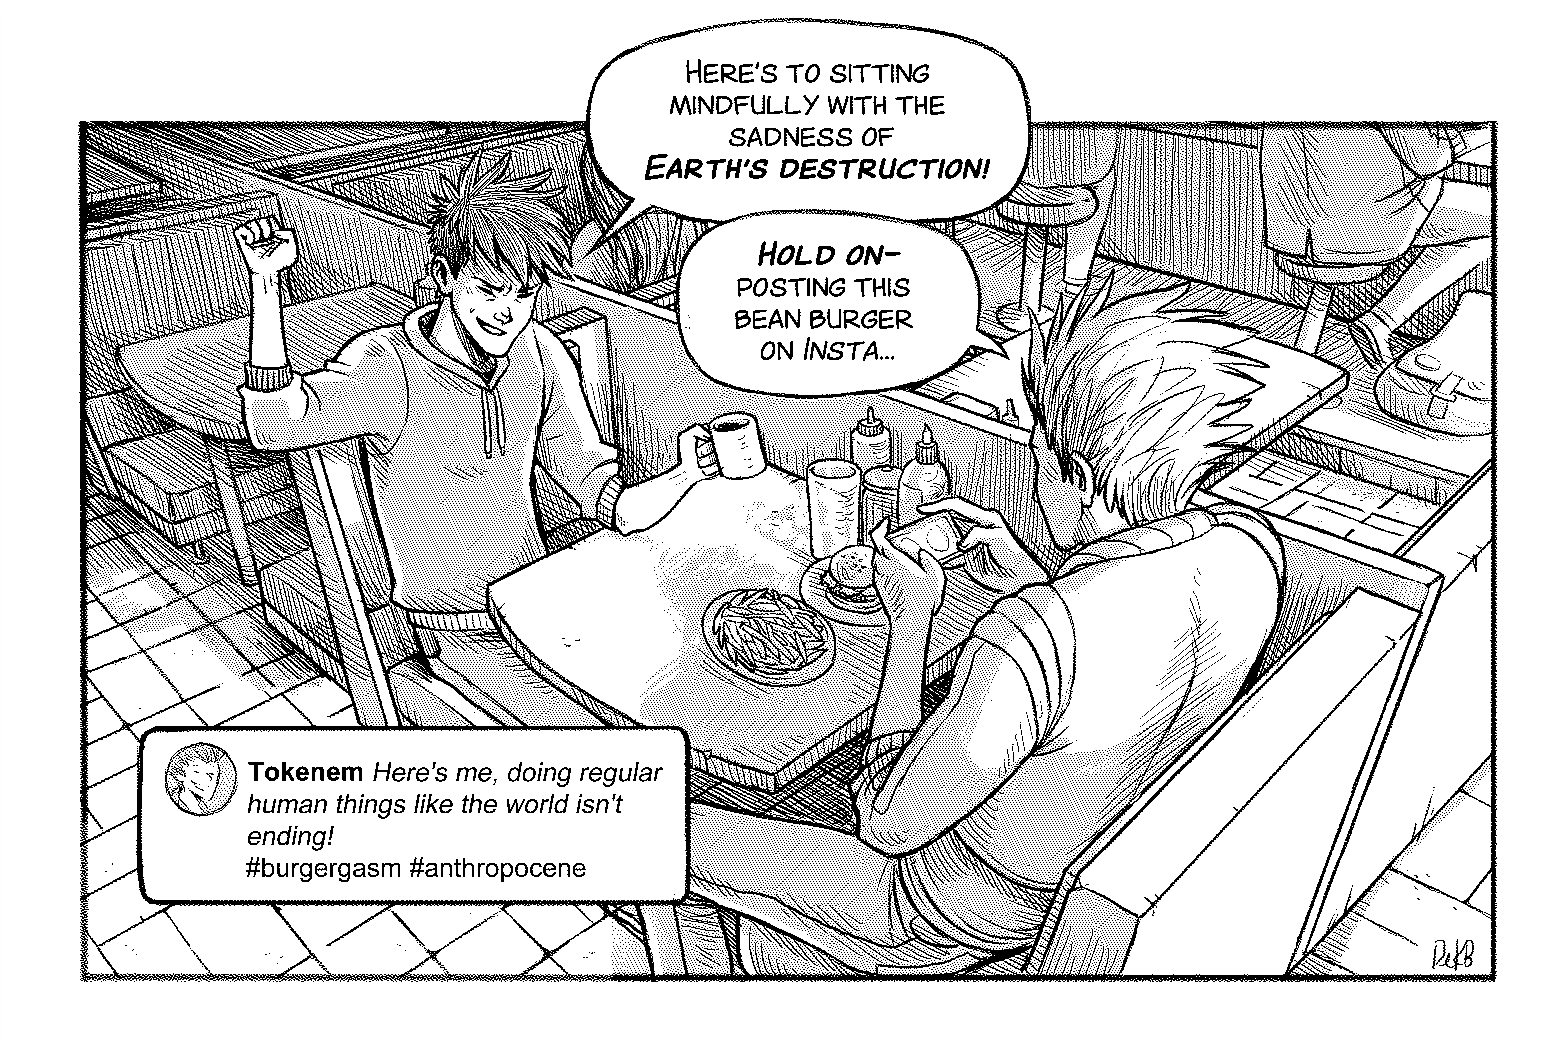 HERE'S TO SITTING
MINDFULLY WITH THE
SADNESS OF
EARTH'S DESTRUCTION!
HOLD ON–
POSTING THIS
BEAN BURGER
ON INSTA...
Tokenem Here's me, doing regular
human things like the world isn't
ending!
#burgergasm #anthropocene